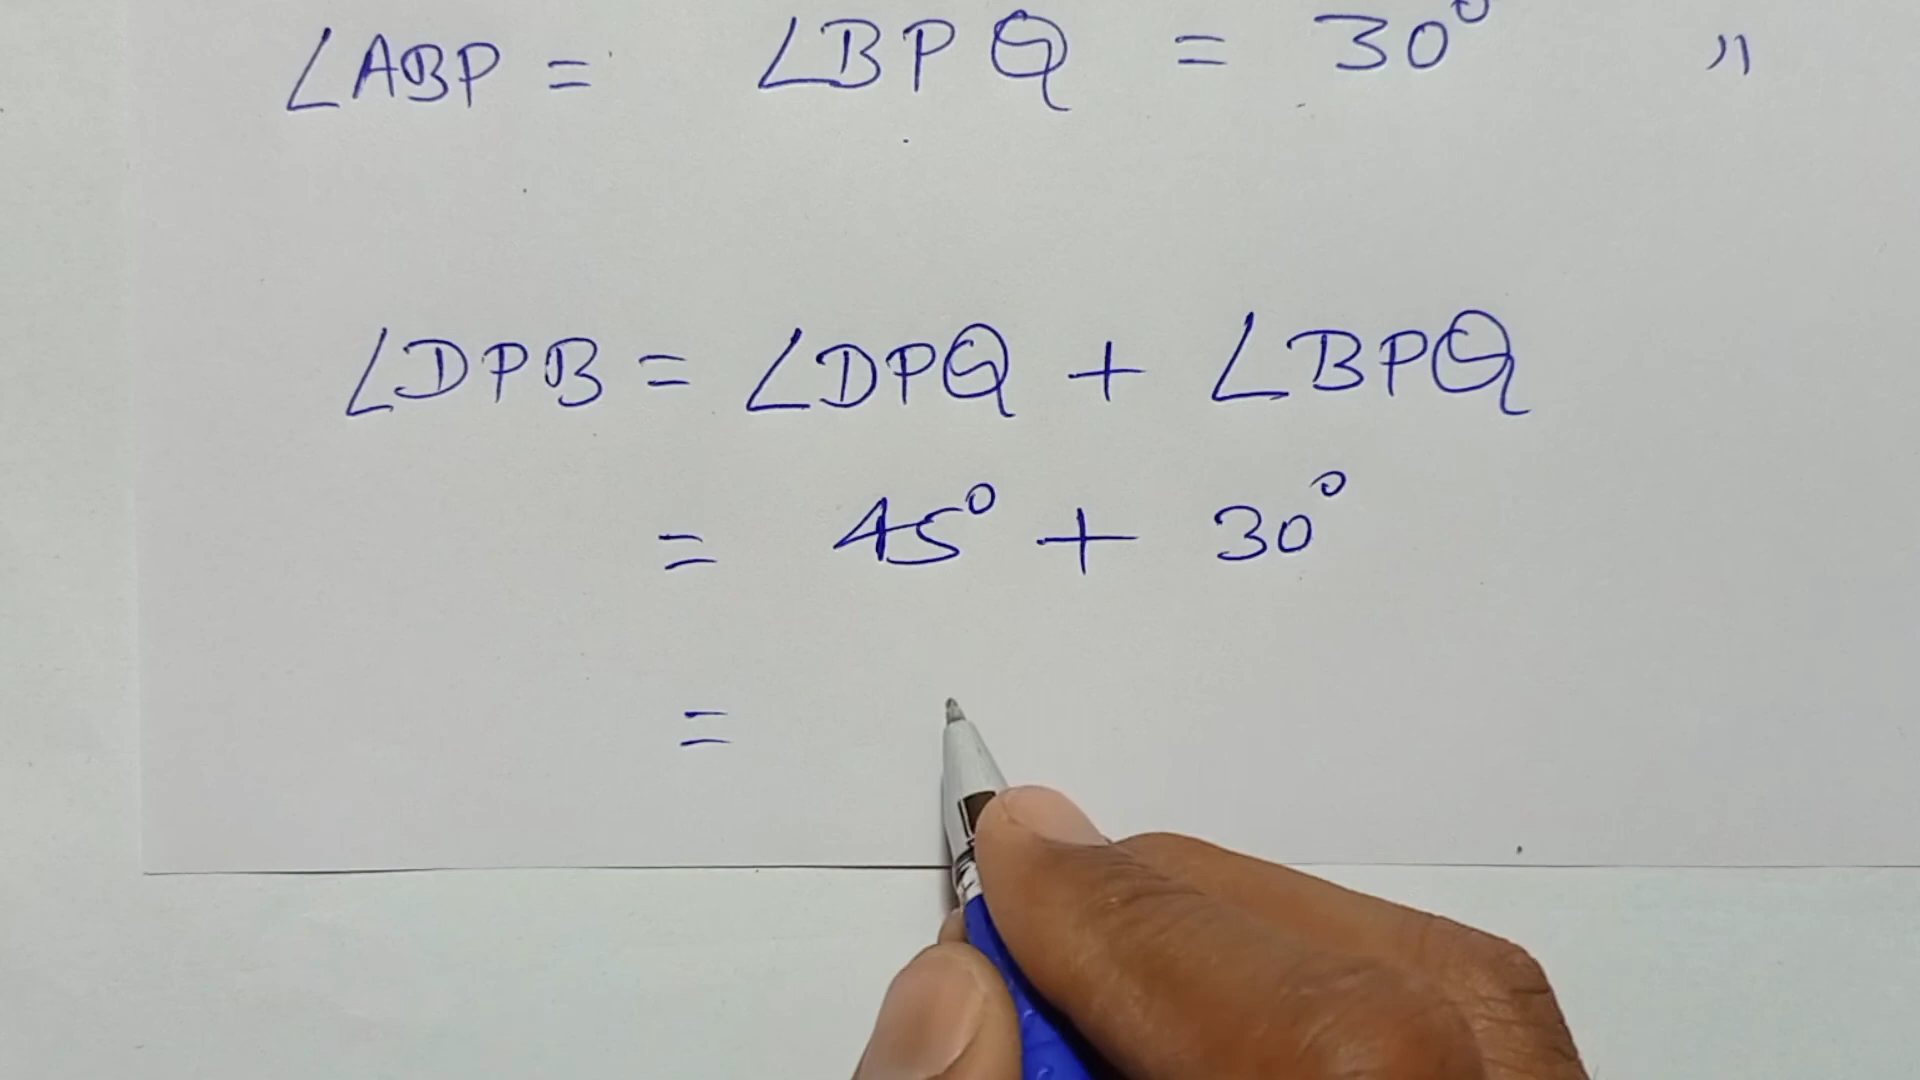 ∠ABP = ∠BPQ = 30° "
∠DPB = ∠DPQ + ∠BPQ
= 45° + 30°
=